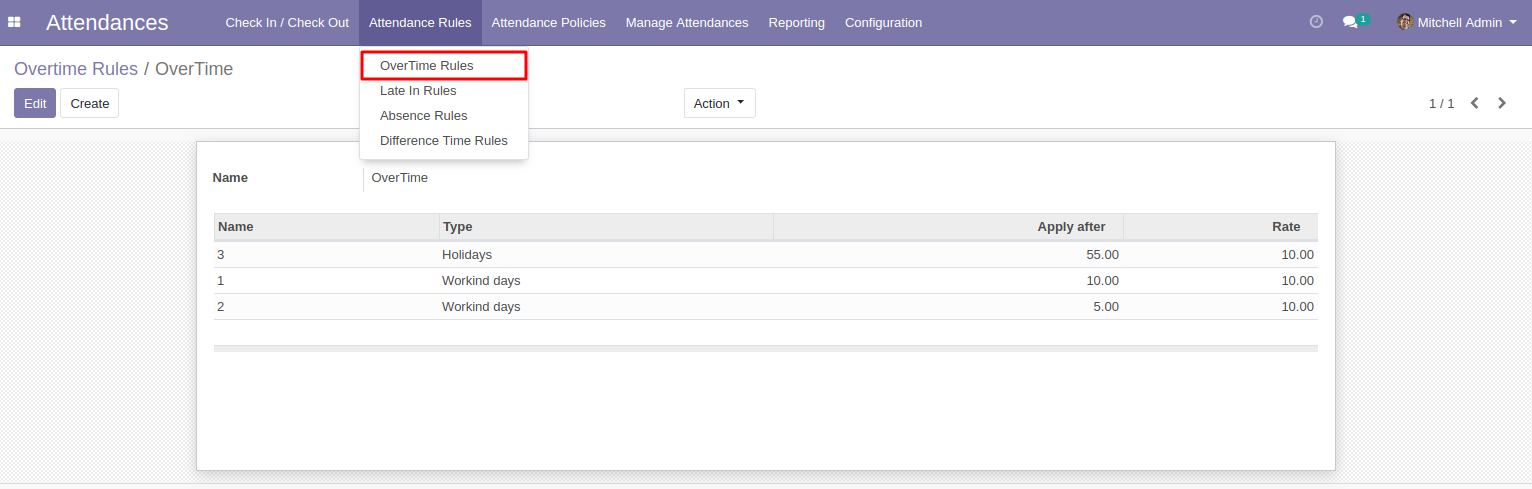 Attendances Check In / Check Out Attendance Rules Attendance Policies Manage Attendances Reporting Configuration 1 Mitchell Admin
Overtime Rules / OverTime
OverTime Rules
Late In Rules
Absence Rules
Difference Time Rules
Edit Create Action 1 / 1
Name OverTime
Name Type Apply after Rate
3 Holidays 55.00 10.00
1 Workind days 10.00 10.00
2 Workind days 5.00 10.00